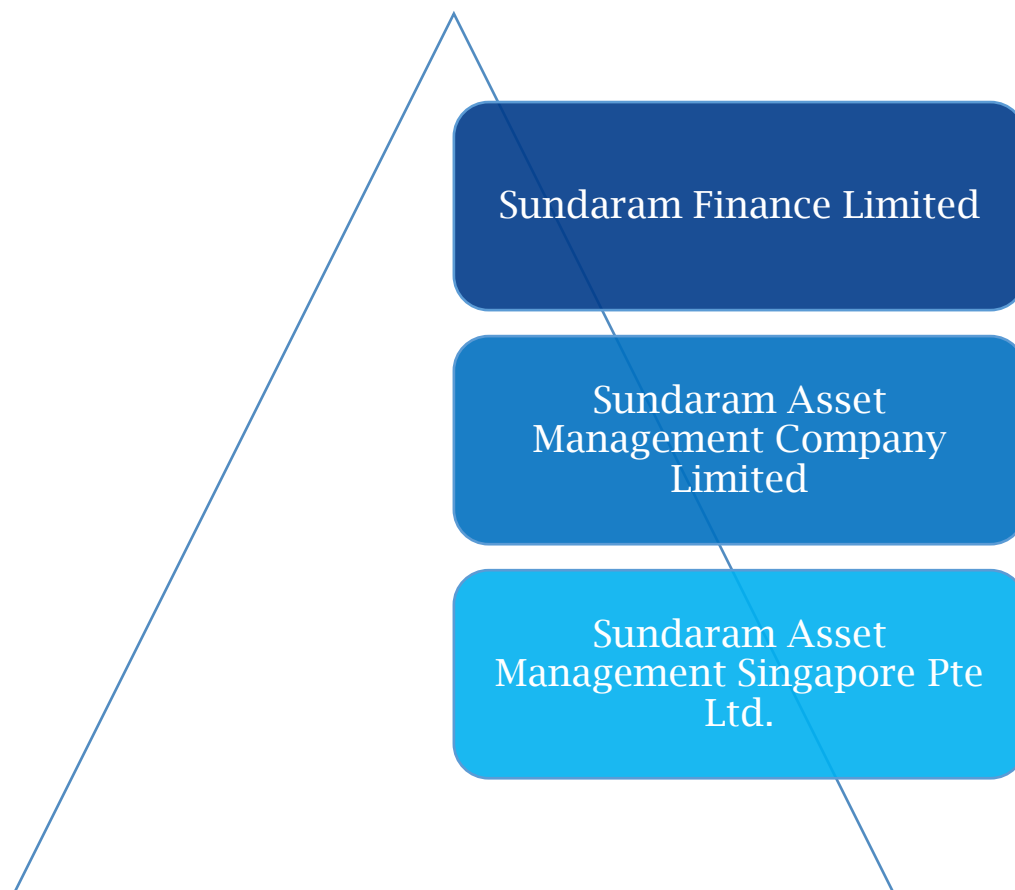 Sundaram Finance Limited
Sundaram Asset
Management Company
Limited
Sundaram Asset
Management Singapore Pte
Ltd.